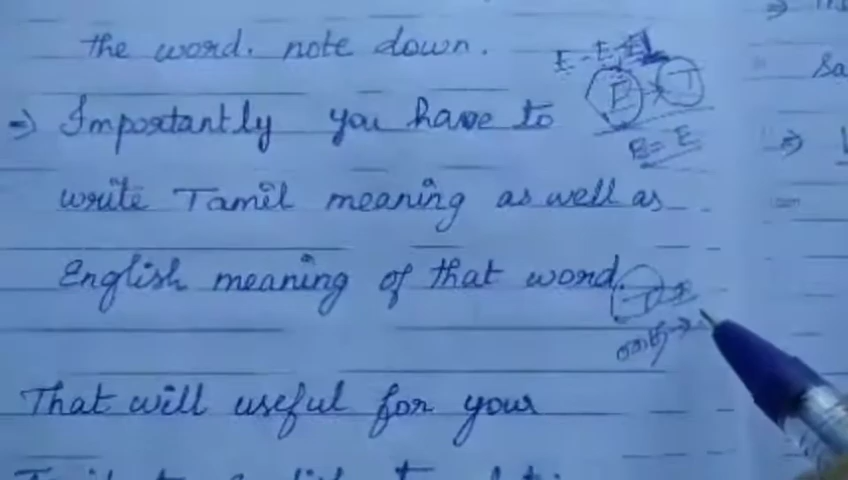 the word. note down.
E - E - E
E → T
B = E
⇒ Importantly you have to
write Tamil meaning as well as
English meaning of that word.
That will useful for your
⇒
Sa
⇒